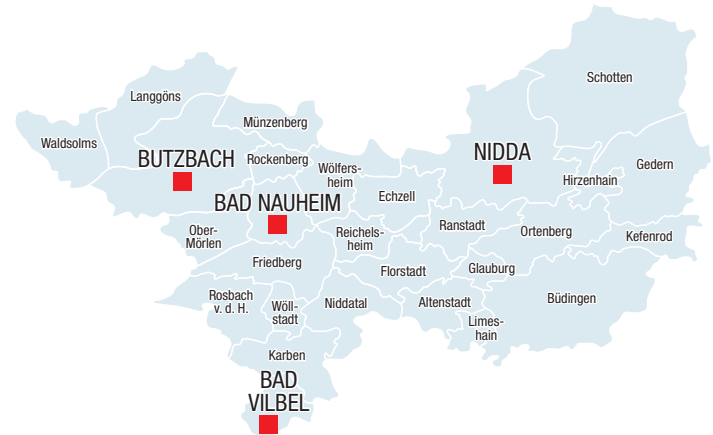 Schotten
Langgöns
Münzenberg
Waldsolms
BUTZBACH
Rockenberg
Wölfers-
heim
NIDDA
Gedern
Hirzenhain
Echzell
BAD NAUHEIM
Ober-
Mörlen
Reichels-
heim
Ranstadt
Ortenberg
Kefenrod
Friedberg
Florstadt
Glauburg
Rosbach
v. d. H.
Wöll-
stadt
Niddatal
Altenstadt
Büdingen
Limes-
hain
Karben
BAD
VILBEL